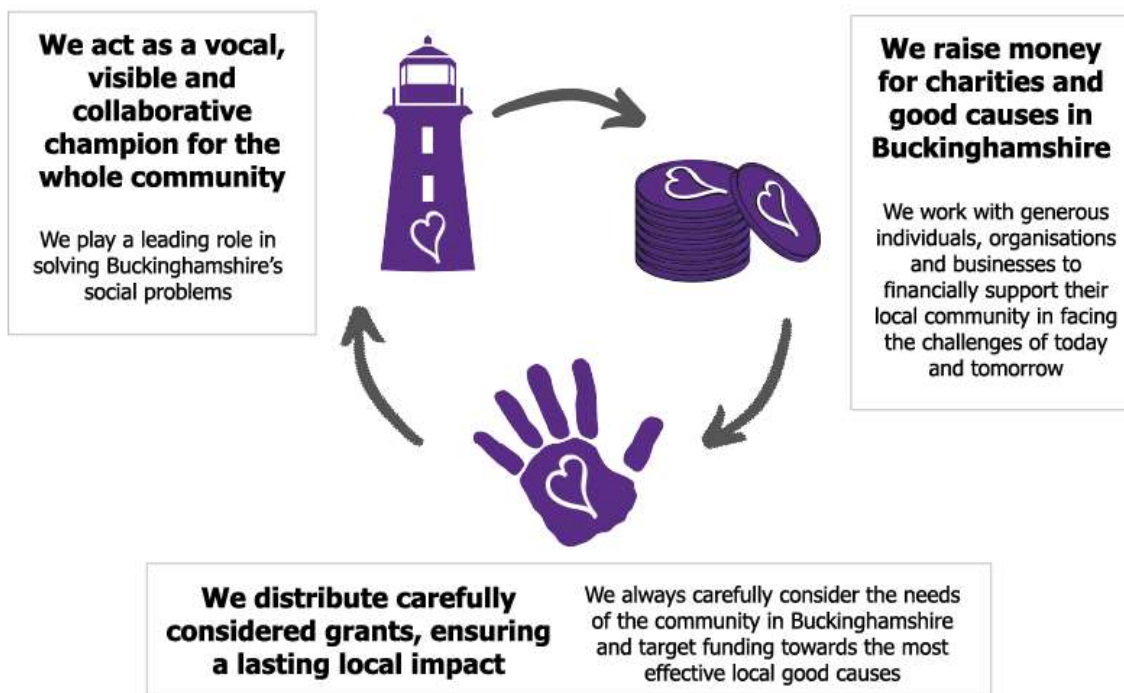 We act as a vocal,
visible and
collaborative
champion for the
whole community
We play a leading role in
solving Buckinghamshire's
social problems
We raise money
for charities and
good causes in
Buckinghamshire
We work with generous
individuals, organisations
and businesses to
financially support their
local community in facing
the challenges of today
and tomorrow
We distribute carefully
considered grants, ensuring
a lasting local impact
We always carefully consider the needs
of the community in Buckinghamshire
and target funding towards the most
effective local good causes